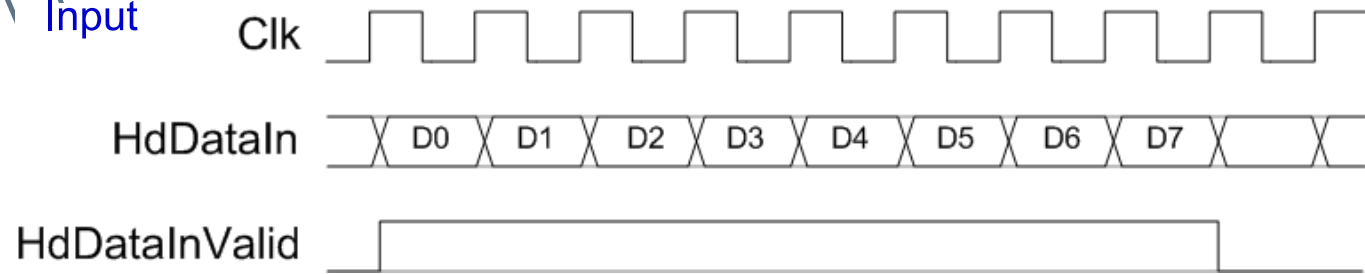 Input
Clk
HdDataIn D0 D1 D2 D3 D4 D5 D6 D7
HdDataInValid